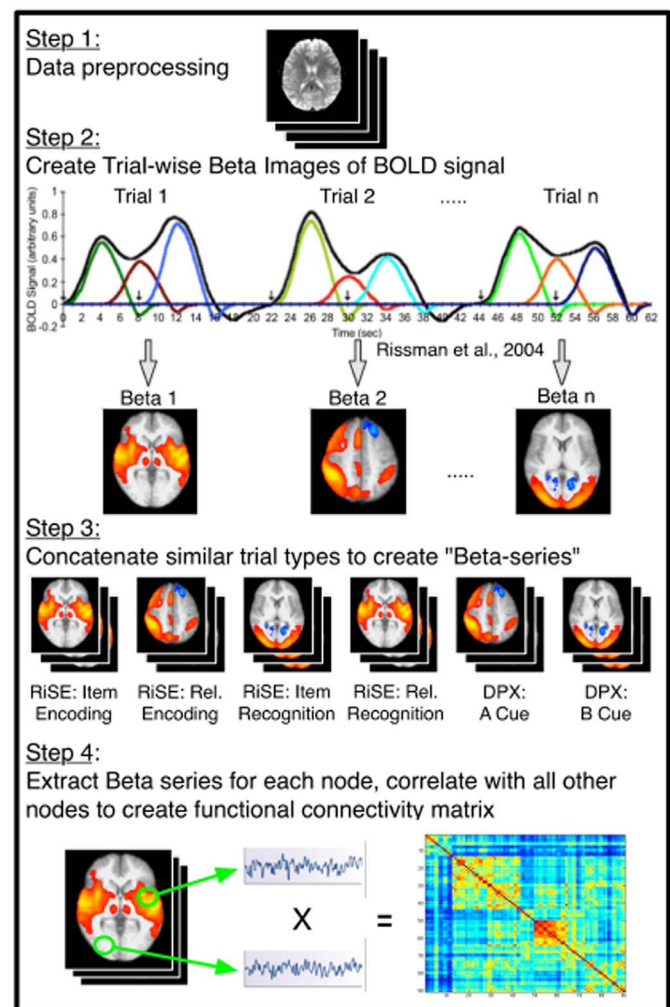 Step 1:
Data preprocessing
Step 2:
Create Trial-wise Beta Images of BOLD signal
Trial 1 Trial 2 ..... Trial n
BOLD Signal (arbitrary units)
1
0.8
0.6
0.4
0.2
0
-0.2
0 2 4 6 8 10 12 14 16 18 20 22 24 26 28 30 32 34 36 38 40 42 44 46 48 50 52 54 56 58 60 62
Time (sec)
Rissman et al., 2004
Beta 1 Beta 2 Beta n
.....
Step 3:
Concatenate similar trial types to create "Beta-series"
RiSE: Item RiSE: Rel. RiSE: Item RiSE: Rel. DPX: DPX:
Encoding Encoding Recognition Recognition A Cue B Cue
Step 4:
Extract Beta series for each node, correlate with all other
nodes to create functional connectivity matrix
X =